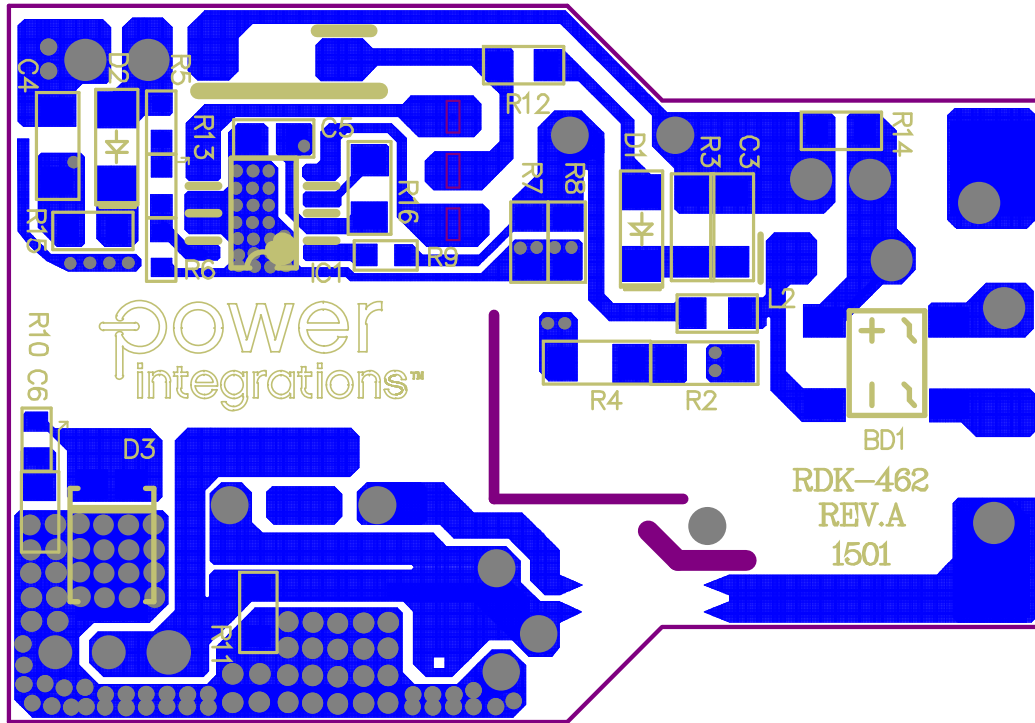 C4
D2
R5
R13
C5
R12
R7
R8
D1
R3
C3
R14
R15
R6
R16
IC1
R9
L2
R10
C6
power
integrations™
R4
R2
+
BD1
D3
RDK-462
REV.A
1501
R11